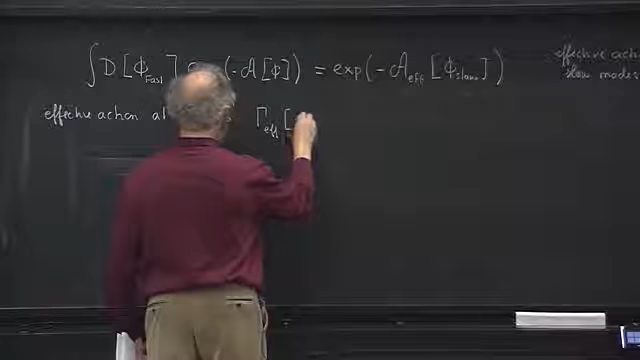 ∫ D[Φ_Fast] (-A[φ]) = exp(-A_eff[Φ_slow])
effective action
slow modes
effective action Γ_eff [